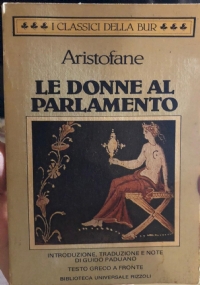 ♣ ♣ ♣ I CLASSICI DELLA BUR ♣ ♣ ♣
Aristofane
LE DONNE AL
PARLAMENTO
INTRODUZIONE, TRADUZIONE E NOTE
DI GUIDO PADUANO
TESTO GRECO A FRONTE
BIBLIOTECA UNIVERSALE RIZZOLI